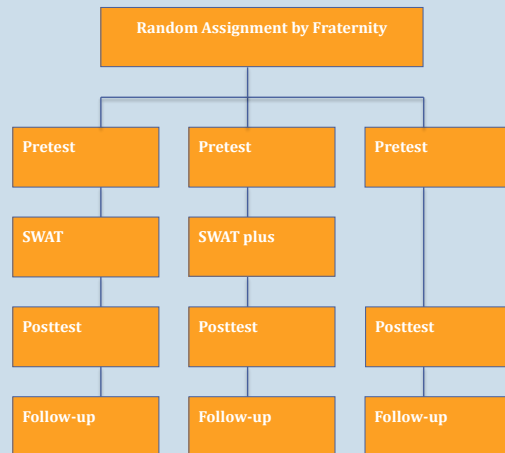 Random Assignment by Fraternity
Pretest
Pretest
Pretest
SWAT
SWAT plus
Posttest
Posttest
Posttest
Follow-up
Follow-up
Follow-up